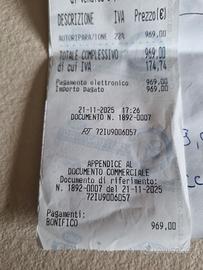 DESCRIZIONE IVA Prezzo(€)
AUTORIPARAZIONE 22% 969,00
TOTALE COMPLESSIVO 969,00
di cui IVA 174,74
Pagamento elettronico 969,00
Importo pagato 969,00
21-11-2025 17:26
DOCUMENTO N. 1892-0007
RT 72IU9006057
APPENDICE AL
DOCUMENTO COMMERCIALE
Documento di riferimento:
N. 1892-0007 del 21-11-2025
72IU9006057
Pagamenti:
BONIFICO 969,00